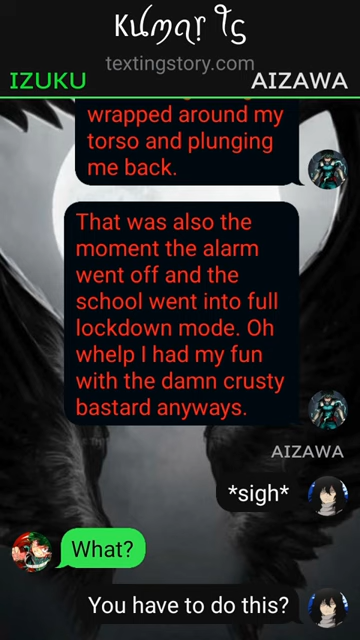 Kumar Ts
textingstory.com
IZUKU
AIZAWA
wrapped around my
torso and plunging
me back.
That was also the
moment the alarm
went off and the
school went into full
lockdown mode. Oh
whelp I had my fun
with the damn crusty
bastard anyways.
AIZAWA
*sigh*
What?
You have to do this?